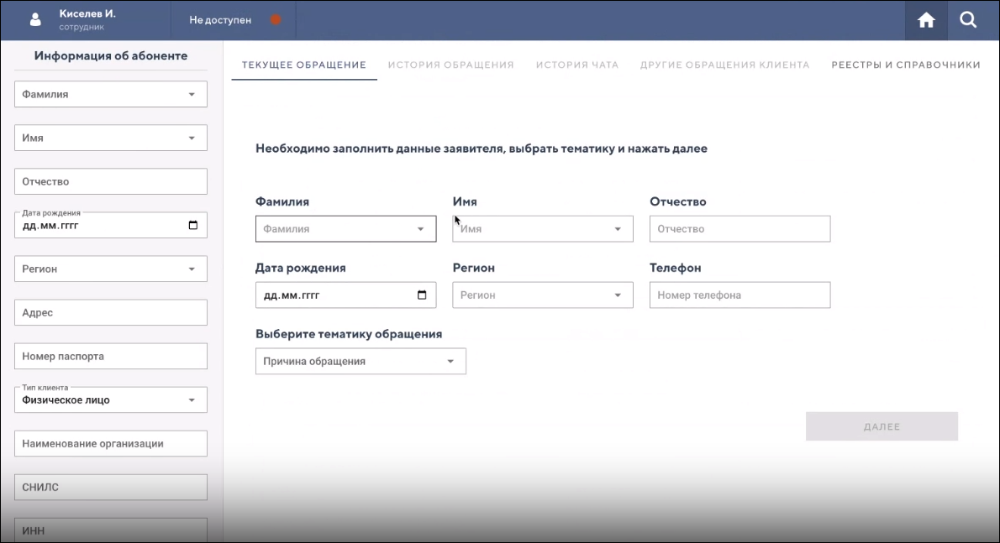 Киселев И.
сотрудник
Не доступен
Информация об абоненте
Фамилия
Имя
Отчество
Дата рождения
дд.мм.гггг
Регион
Адрес
Номер паспорта
Тип клиента
Физическое лицо
Наименование организации
СНИЛС
ИНН
ТЕКУЩЕЕ ОБРАЩЕНИЕ
ИСТОРИЯ ОБРАЩЕНИЯ
ИСТОРИЯ ЧАТА
ДРУГИЕ ОБРАЩЕНИЯ КЛИЕНТА
РЕЕСТРЫ И СПРАВОЧНИКИ
Необходимо заполнить данные заявителя, выбрать тематику и нажать далее
Фамилия
Фамилия
Имя
Имя
Отчество
Отчество
Дата рождения
дд.мм.гггг
Регион
Регион
Телефон
Номер телефона
Выберите тематику обращения
Причина обращения
ДАЛЕЕ